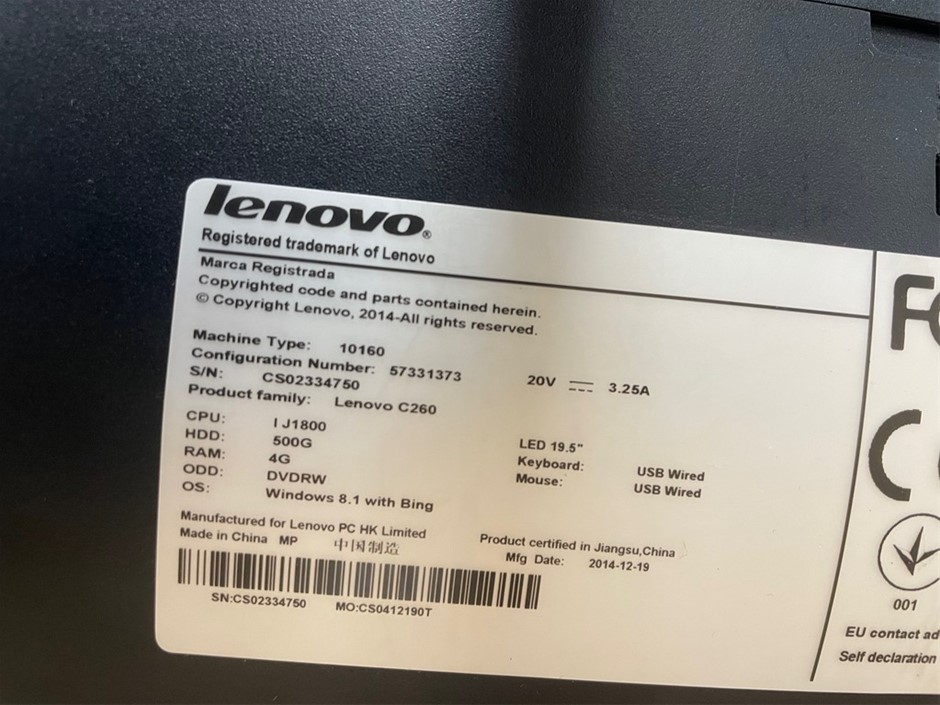 lenovo®
Registered trademark of Lenovo
Marca Registrada
Copyrighted code and parts contained herein.
© Copyright Lenovo, 2014-All rights reserved.
Machine Type: 10160
Configuration Number: 57331373
S/N: CS02334750
Product family: Lenovo C260
20V 3.25A
CPU: I J1800
HDD: 500G
RAM: 4G
ODD: DVDRW
OS: Windows 8.1 with Bing
LED 19.5"
Keyboard: USB Wired
Mouse: USB Wired
Manufactured for Lenovo PC HK Limited
Made in China MP 中国制造
Product certified in Jiangsu,China
Mfg Date: 2014-12-19
SN:CS02334750 MO:CS0412190T
FC
CE
001
EU contact ad
Self declaration